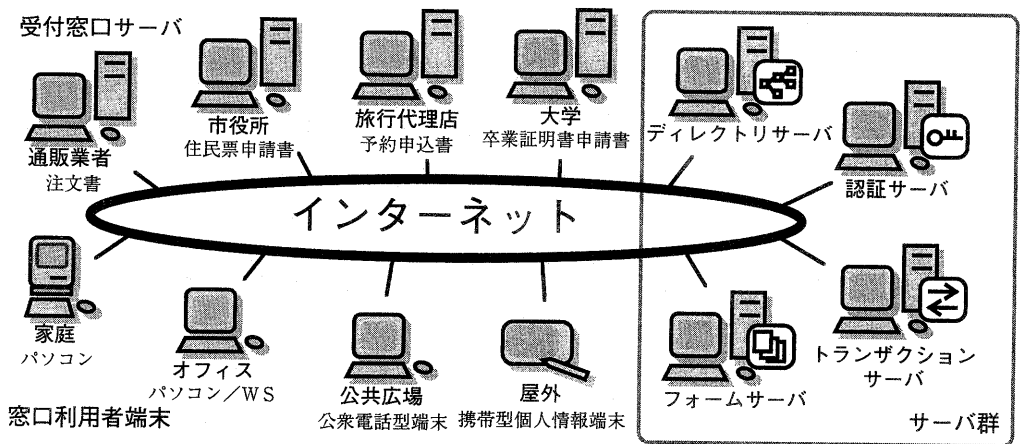 受付窓口サーバ
通販業者
注文書
市役所
住民票申請書
旅行代理店
予約申込書
大学
卒業証明書申請書
ディレクトリサーバ
認証サーバ
インターネット
家庭
パソコン
オフィス
パソコン／WS
公共広場
公衆電話型端末
屋外
携帯型個人情報端末
フォームサーバ
トランザクション
サーバ
窓口利用者端末
サーバ群